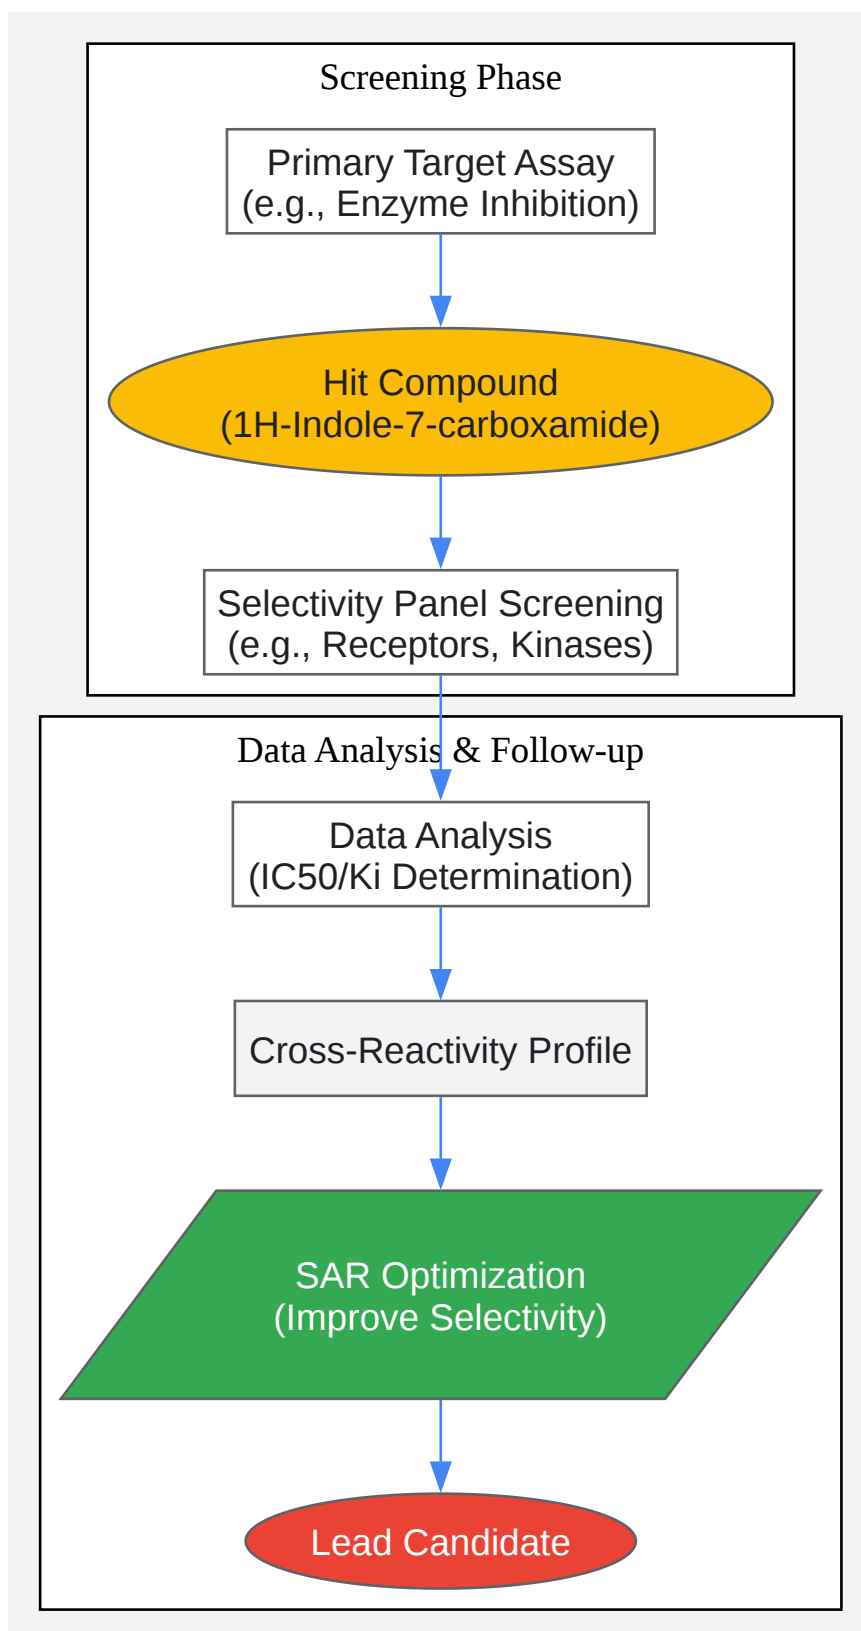 Screening Phase
Primary Target Assay
(e.g., Enzyme Inhibition)
Hit Compound
(1H-Indole-7-carboxamide)
Selectivity Panel Screening
(e.g., Receptors, Kinases)
Data Analysis & Follow-up
Data Analysis
(IC50/Ki Determination)
Cross-Reactivity Profile
SAR Optimization
(Improve Selectivity)
Lead Candidate